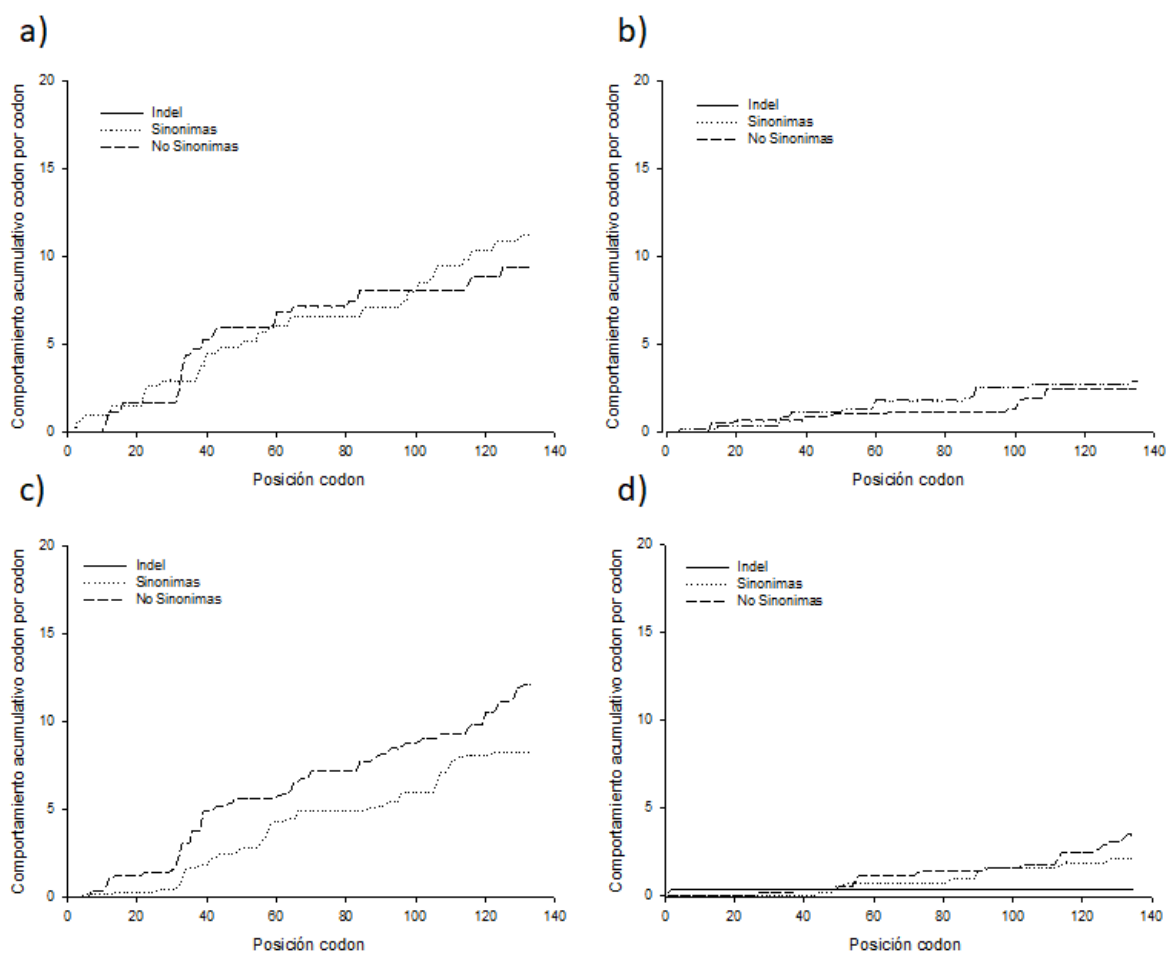 a)
20
15
10
5
0
Comportamiento acumulativo codon por codon
Indel
Sinonimas
No Sinonimas
0 20 40 60 80 100 120 140
Posición codon
b)
20
15
10
5
0
Comportamiento acumulativo codon por codon
Indel
Sinonimas
No Sinonimas
0 20 40 60 80 100 120 140
Posición codon
c)
20
15
10
5
0
Comportamiento acumulativo codon por codon
Indel
Sinonimas
No Sinonimas
0 20 40 60 80 100 120 140
Posición codon
d)
20
15
10
5
0
Comportamiento acumulativo codon por codon
Indel
Sinonimas
No Sinonimas
0 20 40 60 80 100 120 140
Posición codon